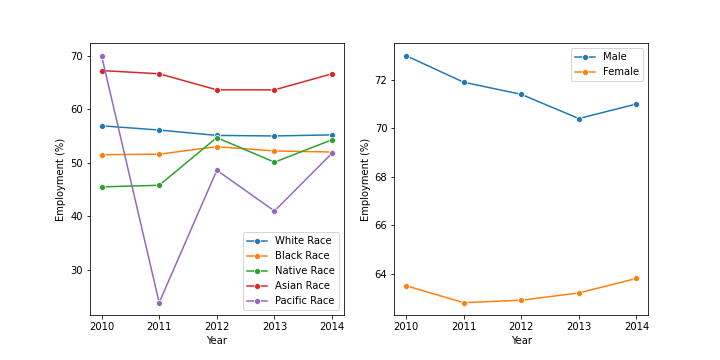 70
60
50
40
30
Employment (%)
2010 2011 2012 2013 2014
Year
White Race
Black Race
Native Race
Asian Race
Pacific Race
72
70
68
66
64
Employment (%)
2010 2011 2012 2013 2014
Year
Male
Female